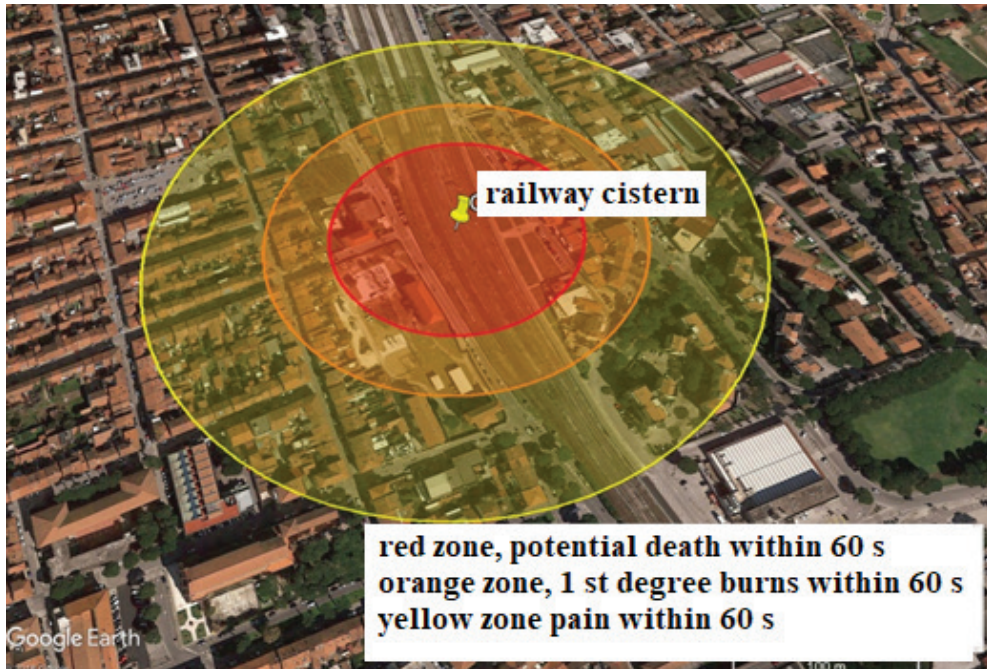 railway cistern
red zone, potential death within 60 s
orange zone, 1 st degree burns within 60 s
yellow zone pain within 60 s
Google Earth
100 m